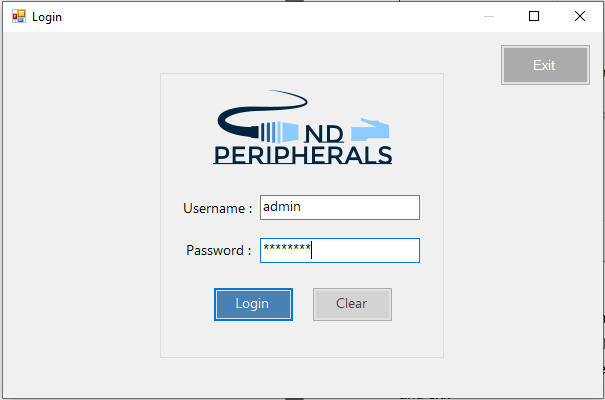 Login
Exit
ND
PERIPHERALS
Username : admin
Password : ********
Login Clear